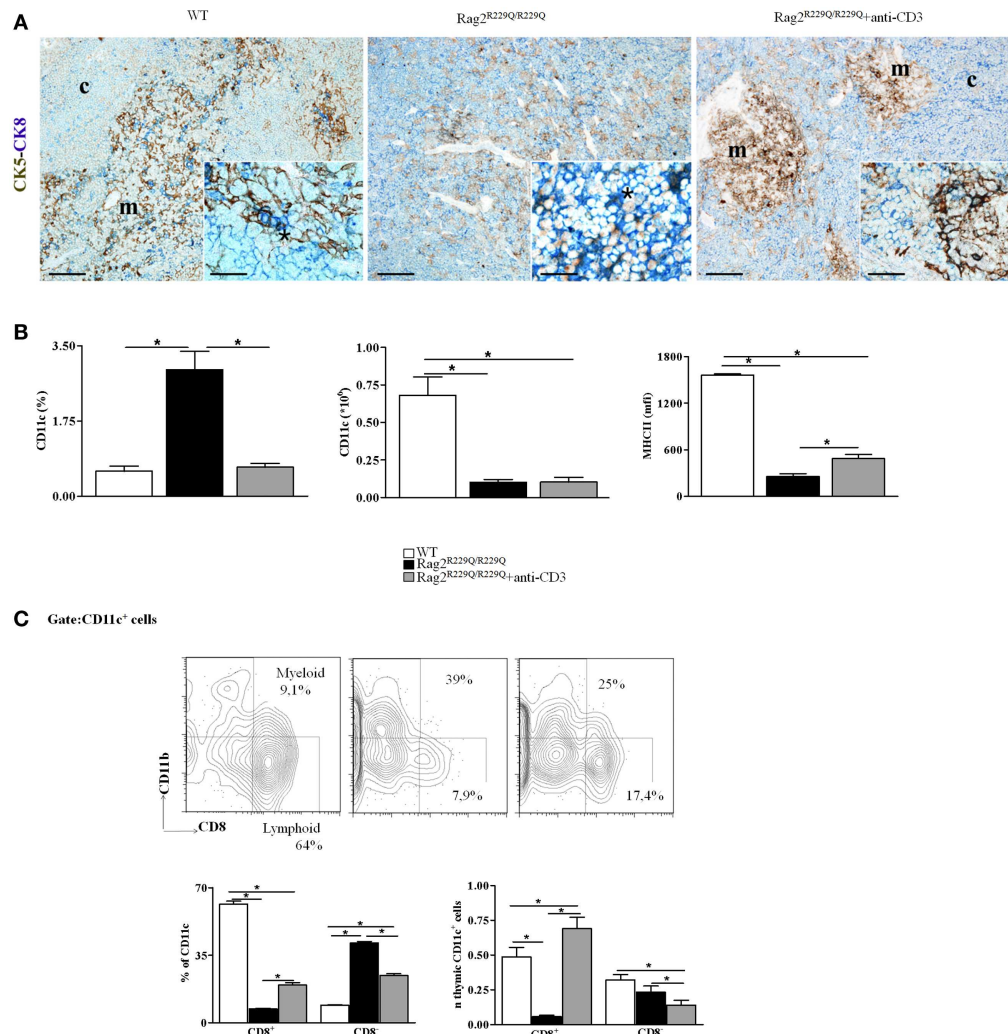 A
WT
Rag2R229Q/R229Q
Rag2R229Q/R229Q+anti-CD3
CK5-CK8
c
m
*
*
m
m
c
B
CD11c (%)
3.50
1.75
0.00
*
*
CD11c (*10⁶)
1.00
0.75
0.50
0.25
0.00
*
*
MHCII (mfi)
1800
1200
600
0
*
*
*
WT
Rag2R229Q/R229Q
Rag2R229Q/R229Q+anti-CD3
C Gate:CD11c⁺ cells
CD11b
CD8
Myeloid
9,1%
Lymphoid
64%
39%
7,9%
25%
17,4%
% of CD11c
70
35
0
*
*
*
*
*
*
CD8⁺
CD8⁻
n thymic CD11c⁺ cells
1.00
0.75
0.50
0.25
0.00
*
*
*
*
*
CD8⁺
CD8⁻